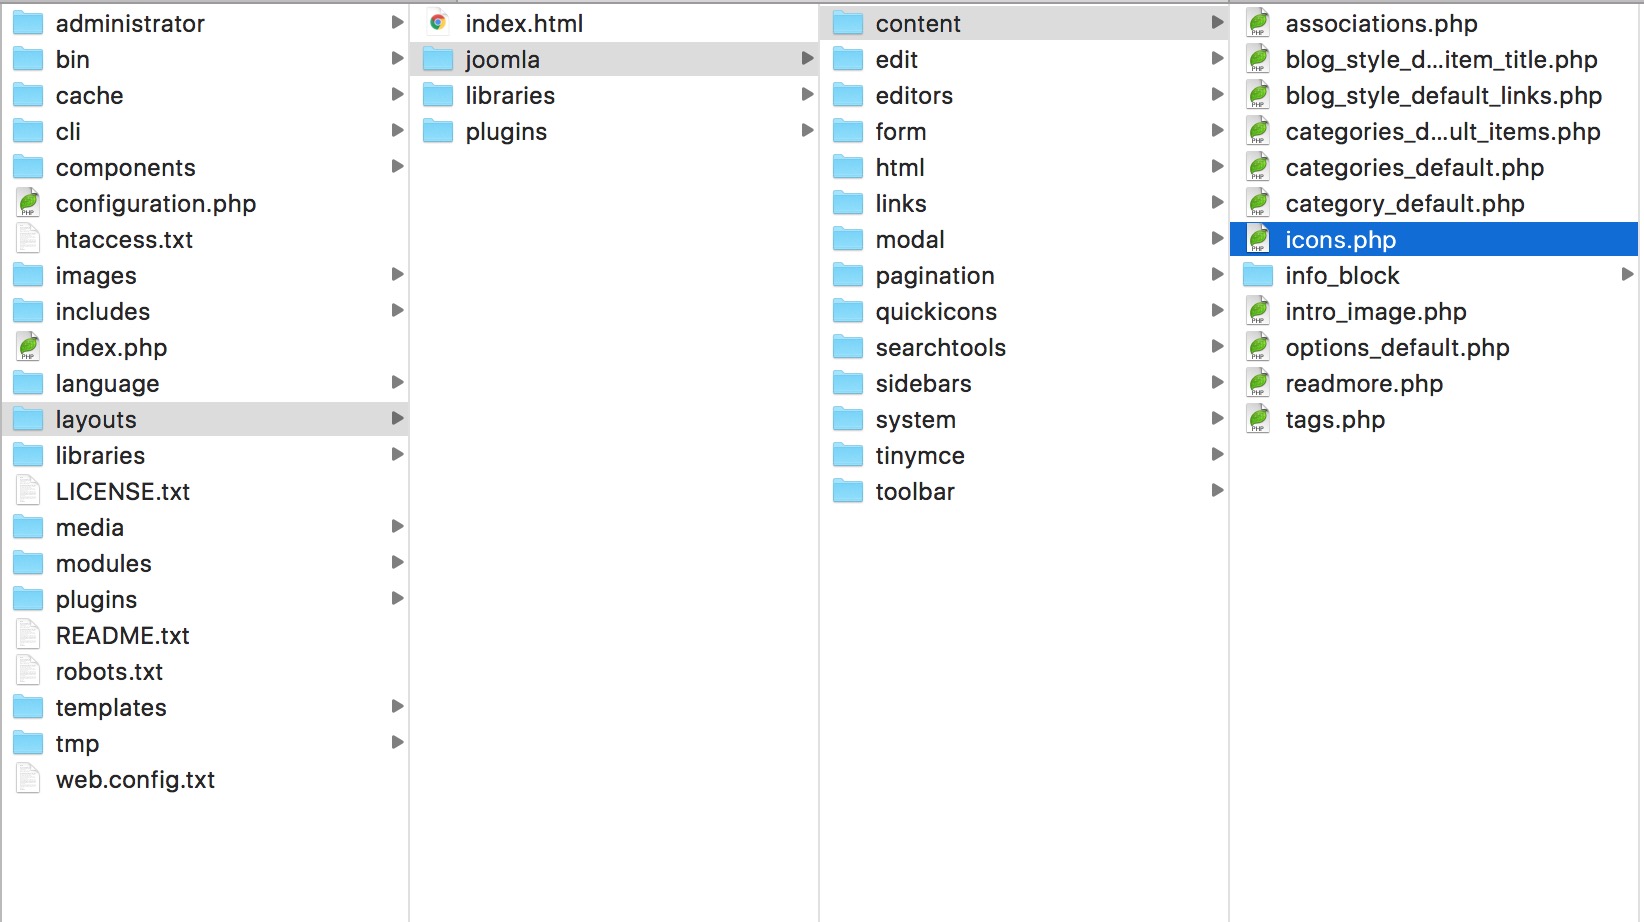 administrator
bin
cache
cli
components
configuration.php
htaccess.txt
images
includes
index.php
language
layouts
libraries
LICENSE.txt
media
modules
plugins
README.txt
robots.txt
templates
tmp
web.config.txt
index.html
joomla
libraries
plugins
content
edit
editors
form
html
links
modal
pagination
quickicons
searchtools
sidebars
system
tinymce
toolbar
associations.php
blog_style_d...item_title.php
blog_style_default_links.php
categories_d...ult_items.php
categories_default.php
category_default.php
icons.php
info_block
intro_image.php
options_default.php
readmore.php
tags.php